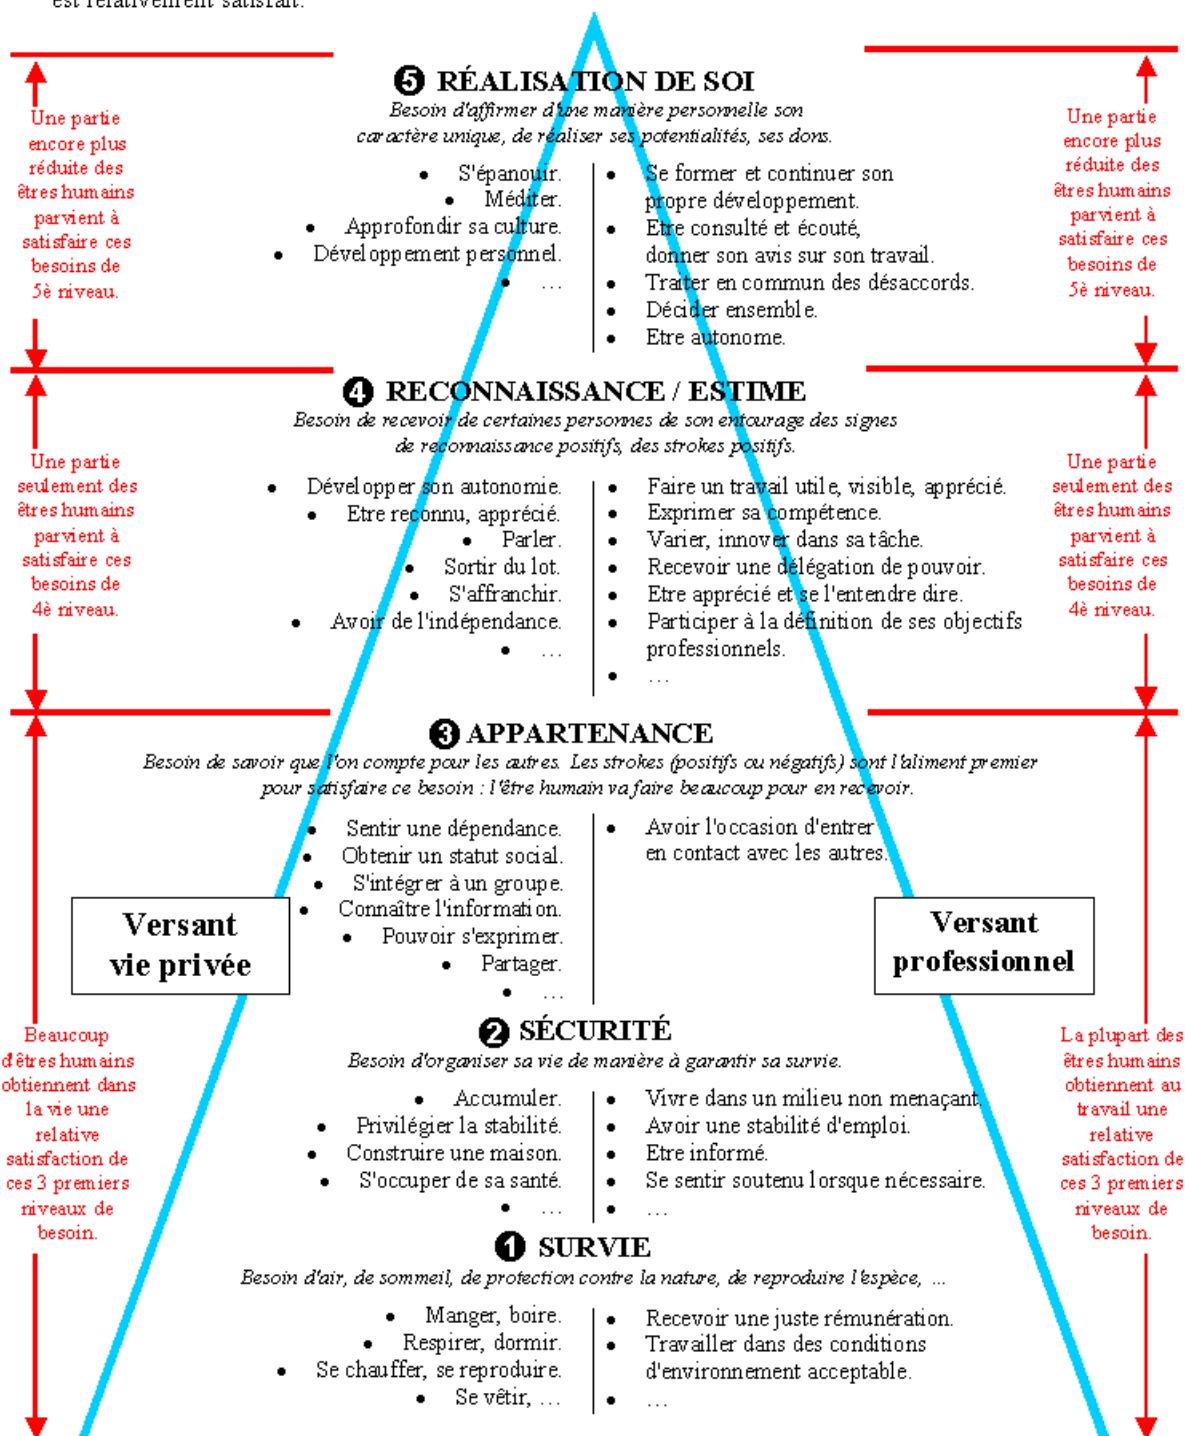 est relativement satisfait.
❺ RÉALISATION DE SOI
Besoin d'affirmer d'une manière personnelle son
caractère unique, de réaliser ses potentialités, ses dons.
• S'épanouir.
• Méditer.
• Approfondir sa culture.
• Développement personnel.
• …
• Se former et continuer son
propre développement.
• Etre consulté et écouté,
donner son avis sur son travail.
• Traiter en commun des désaccords.
• Décider ensemble.
• Etre autonome.
Une partie
encore plus
réduite des
êtres humains
parvient à
satisfaire ces
besoins de
5è niveau.
Une partie
encore plus
réduite des
êtres humains
parvient à
satisfaire ces
besoins de
5è niveau.
❹ RECONNAISSANCE / ESTIME
Besoin de recevoir de certaines personnes de son entourage des signes
de reconnaissance positifs, des strokes positifs.
• Développer son autonomie.
• Etre reconnu, apprécié.
• Parler.
• Sortir du lot.
• S'affranchir.
• Avoir de l'indépendance.
• …
• Faire un travail utile, visible, apprécié.
• Exprimer sa compétence.
• Varier, innover dans sa tâche.
• Recevoir une délégation de pouvoir.
• Etre apprécié et se l'entendre dire.
• Participer à la définition de ses objectifs
professionnels.
• …
Une partie
seulement des
êtres humains
parvient à
satisfaire ces
besoins de
4è niveau.
Une partie
seulement des
êtres humains
parvient à
satisfaire ces
besoins de
4è niveau.
❸ APPARTENANCE
Besoin de savoir que l'on compte pour les autres. Les strokes (positifs ou négatifs) sont l'aliment premier
pour satisfaire ce besoin : l'être humain va faire beaucoup pour en recevoir.
• Sentir une dépendance.
• Obtenir un statut social.
• S'intégrer à un groupe.
• Connaître l'information.
• Pouvoir s'exprimer.
• Partager.
• …
• Avoir l'occasion d'entrer
en contact avec les autres.
Versant
vie privée
Versant
professionnel
❷ SÉCURITÉ
Besoin d'organiser sa vie de manière à garantir sa survie.
• Accumuler.
• Privilégier la stabilité.
• Construire une maison.
• S'occuper de sa santé.
• …
• Vivre dans un milieu non menaçant.
• Avoir une stabilité d'emploi.
• Etre informé.
• Se sentir soutenu lorsque nécessaire.
• …
Beaucoup
d'êtres humains
obtiennent dans
la vie une
relative
satisfaction de
ces 3 premiers
niveaux de
besoin.
La plupart des
êtres humains
obtiennent au
travail une
relative
satisfaction de
ces 3 premiers
niveaux de
besoin.
❶ SURVIE
Besoin d'air, de sommeil, de protection contre la nature, de reproduire l'espèce, …
• Manger, boire.
• Respirer, dormir.
• Se chauffer, se reproduire.
• Se vêtir, …
• Recevoir une juste rémunération.
• Travailler dans des conditions
d'environnement acceptable.
• …